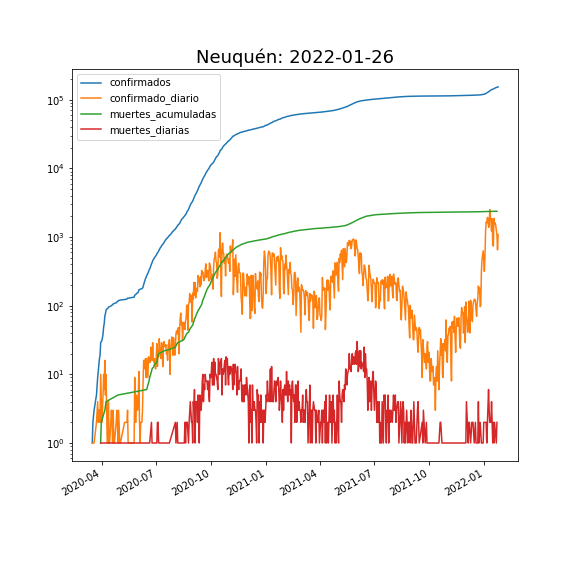 Neuquén: 2022-01-26
confirmados
confirmado_diario
muertes_acumuladas
muertes_diarias
10^5
10^4
10^3
10^2
10^1
10^0
2020-04
2020-07
2020-10
2021-01
2021-04
2021-07
2021-10
2022-01